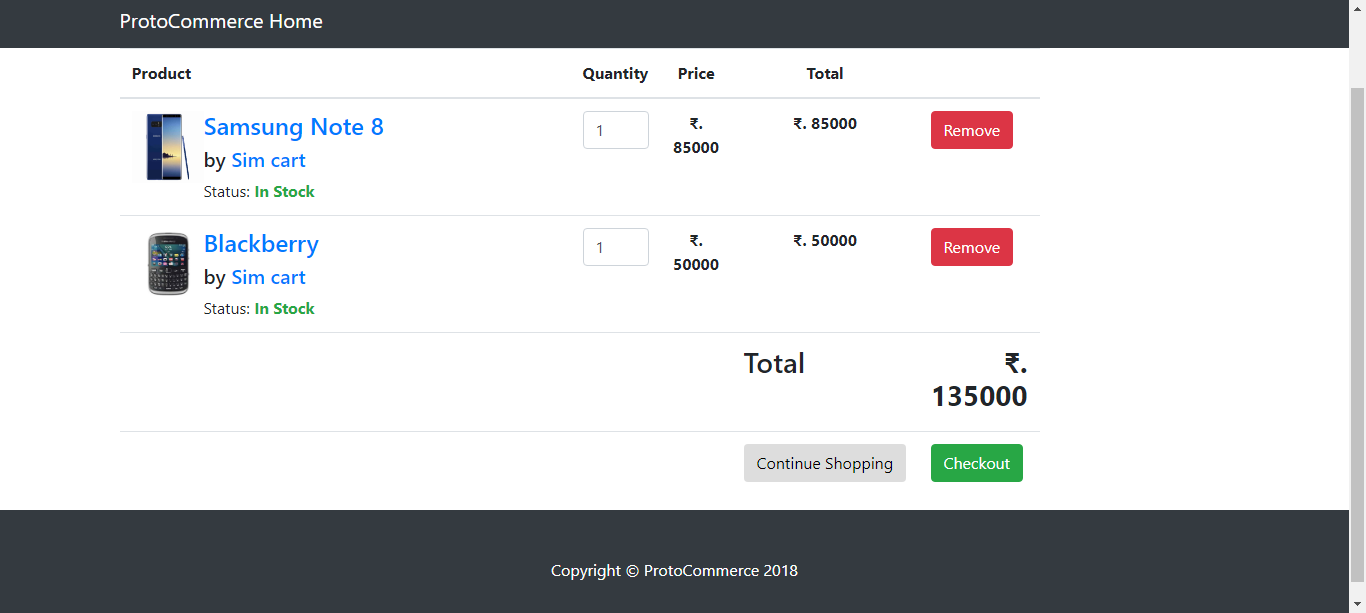 ProtoCommerce Home
Product Quantity Price Total
Samsung Note 8
by Sim cart
Status: In Stock
1
₹.
85000
₹. 85000
Remove
Blackberry
by Sim cart
Status: In Stock
1
₹.
50000
₹. 50000
Remove
Total
₹.
135000
Continue Shopping
Checkout
Copyright © ProtoCommerce 2018